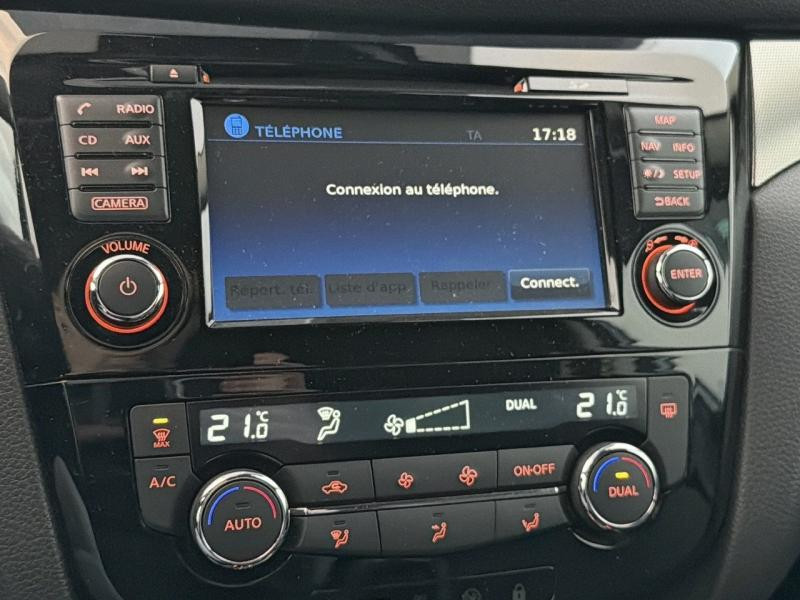 RADIO
CD AUX
CAMERA
VOLUME
TÉLÉPHONE TA 17:18
Connexion au téléphone.
Répert. tél. Liste d'app. Rappeler Connect.
MAP
NAV INFO
SETUP
BACK
ENTER
21.0°C DUAL 21.0°C
MAX
A/C
ON·OFF
AUTO
DUAL